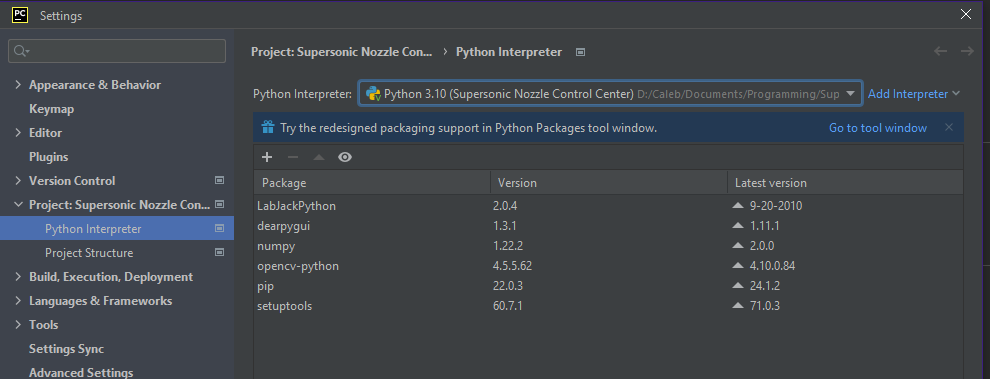 PC Settings
Project: Supersonic Nozzle Con... › Python Interpreter
Appearance & Behavior
Keymap
Editor
Plugins
Version Control
Project: Supersonic Nozzle Con...
Python Interpreter
Project Structure
Build, Execution, Deployment
Languages & Frameworks
Tools
Settings Sync
Advanced Settings
Python Interpreter: Python 3.10 (Supersonic Nozzle Control Center) D:/Caleb/Documents/Programming/Sup Add Interpreter
Try the redesigned packaging support in Python Packages tool window. Go to tool window
Package Version Latest version
LabJackPython 2.0.4 9-20-2010
dearpygui 1.3.1 1.11.1
numpy 1.22.2 2.0.0
opencv-python 4.5.5.62 4.10.0.84
pip 22.0.3 24.1.2
setuptools 60.7.1 71.0.3